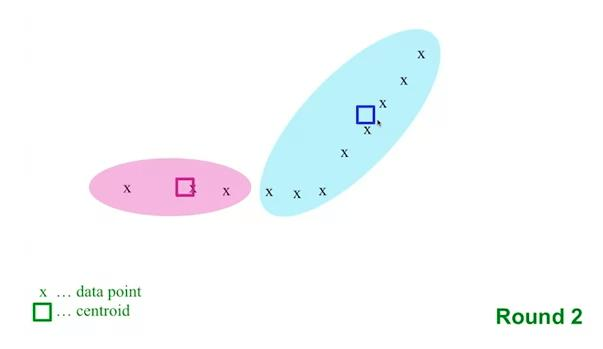 x
x
x
x
x
x x x x x x
x … data point
… centroid
Round 2